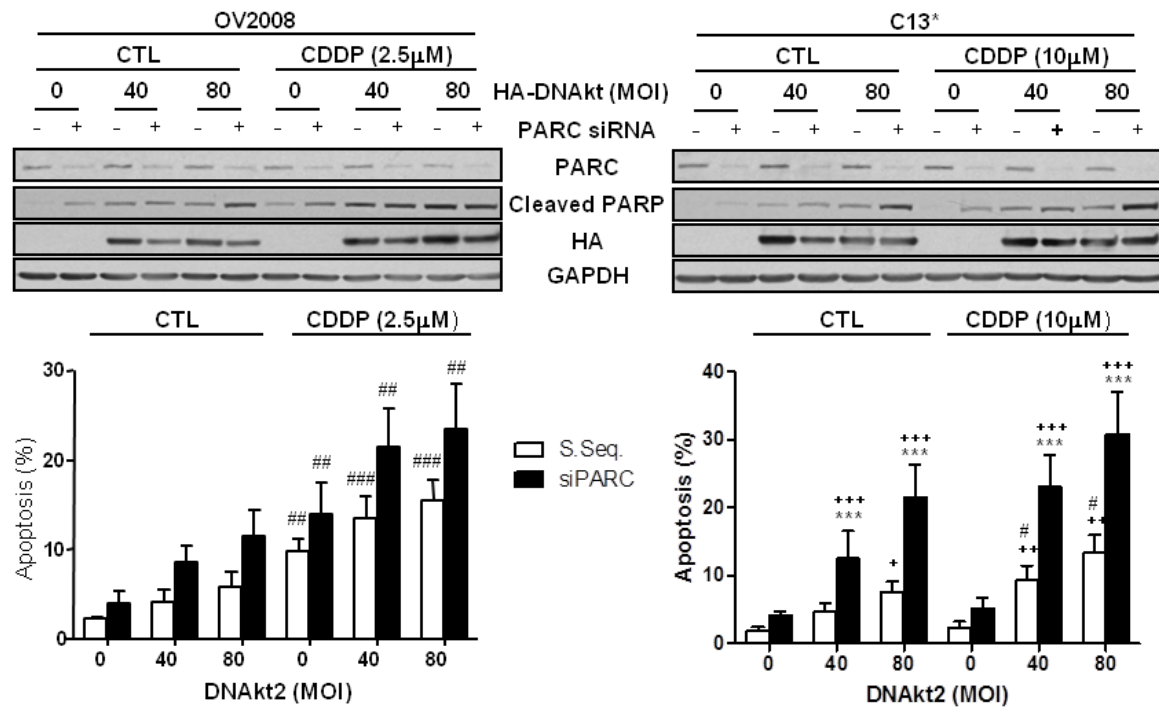 OV2008
CTL CDDP (2.5μM)
0 40 80 0 40 80
- + - + - + - + - + - +
C13*
CTL CDDP (10μM)
0 40 80 0 40 80
- + - + - + - + - + - +
HA-DNAkt (MOI)
PARC siRNA
PARC
Cleaved PARP
HA
GAPDH
CTL CDDP (2.5μM)
Apoptosis (%)
30
20
10
0
## ## ### ## ### ##
0 40 80 0 40 80
DNAkt2 (MOI)
S.Seq.
siPARC
CTL CDDP (10μM)
Apoptosis (%)
40
30
20
10
0
+++ *** + +++ *** # ++ +++ *** # ++ +++ ***
0 40 80 0 40 80
DNAkt2 (MOI)